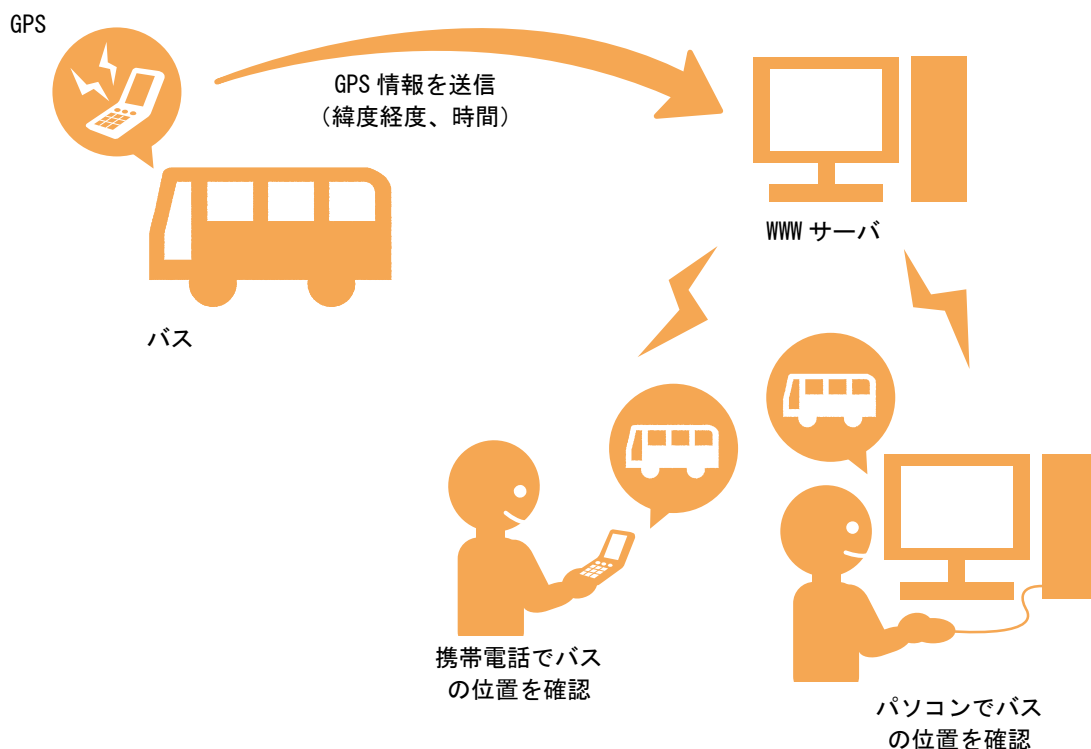 GPS
GPS 情報を送信
（緯度経度、時間）
WWW サーバ
バス
携帯電話でバス
の位置を確認
パソコンでバス
の位置を確認